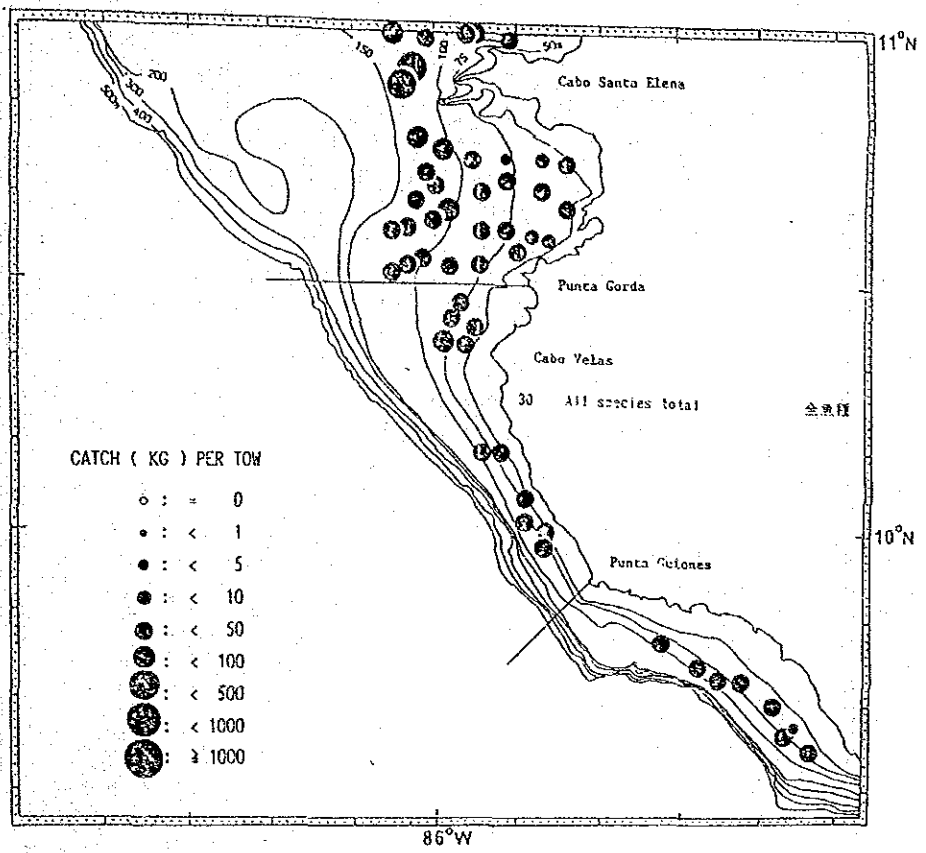 11°N
150
100
75
50m
200
300
400
500m
Cabo Santa Elena
Punta Gorda
Cabo Velas
30 All species total 全魚種
CATCH ( KG ) PER TOW
○ : = 0
● : < 1
● : < 5
● : < 10
● : < 50
● : < 100
● : < 500
● : < 1000
● : ≧ 1000
10°N
Punta Guiones
86°W